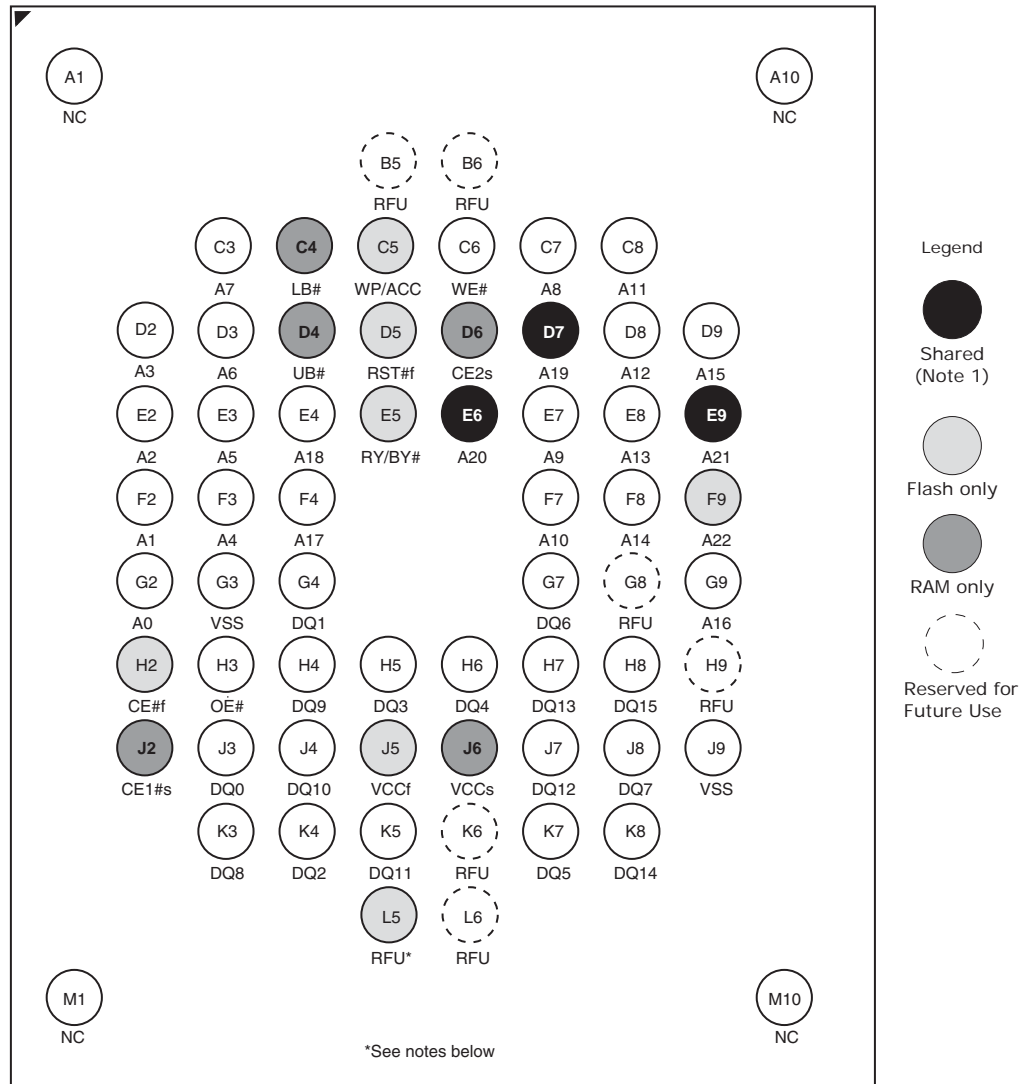 A1 A10
NC NC
B5 B6
RFU RFU
C3 C4 C5 C6 C7 C8
A7 LB# WP/ACC WE# A8 A11
D2 D3 D4 D5 D6 D7 D8 D9
A3 A6 UB# RST#f CE2s A19 A12 A15
E2 E3 E4 E5 E6 E7 E8 E9
A2 A5 A18 RY/BY# A20 A9 A13 A21
F2 F3 F4 F7 F8 F9
A1 A4 A17 A10 A14 A22
G2 G3 G4 G7 G8 G9
A0 VSS DQ1 DQ6 RFU A16
H2 H3 H4 H5 H6 H7 H8 H9
CE#f OE# DQ9 DQ3 DQ4 DQ13 DQ15 RFU
J2 J3 J4 J5 J6 J7 J8 J9
CE1#s DQ0 DQ10 VCCf VCCs DQ12 DQ7 VSS
K3 K4 K5 K6 K7 K8
DQ8 DQ2 DQ11 RFU DQ5 DQ14
L5 L6
RFU* RFU
M1 M10
NC NC
*See notes below
Legend
Shared
(Note 1)
Flash only
RAM only
Reserved for
Future Use